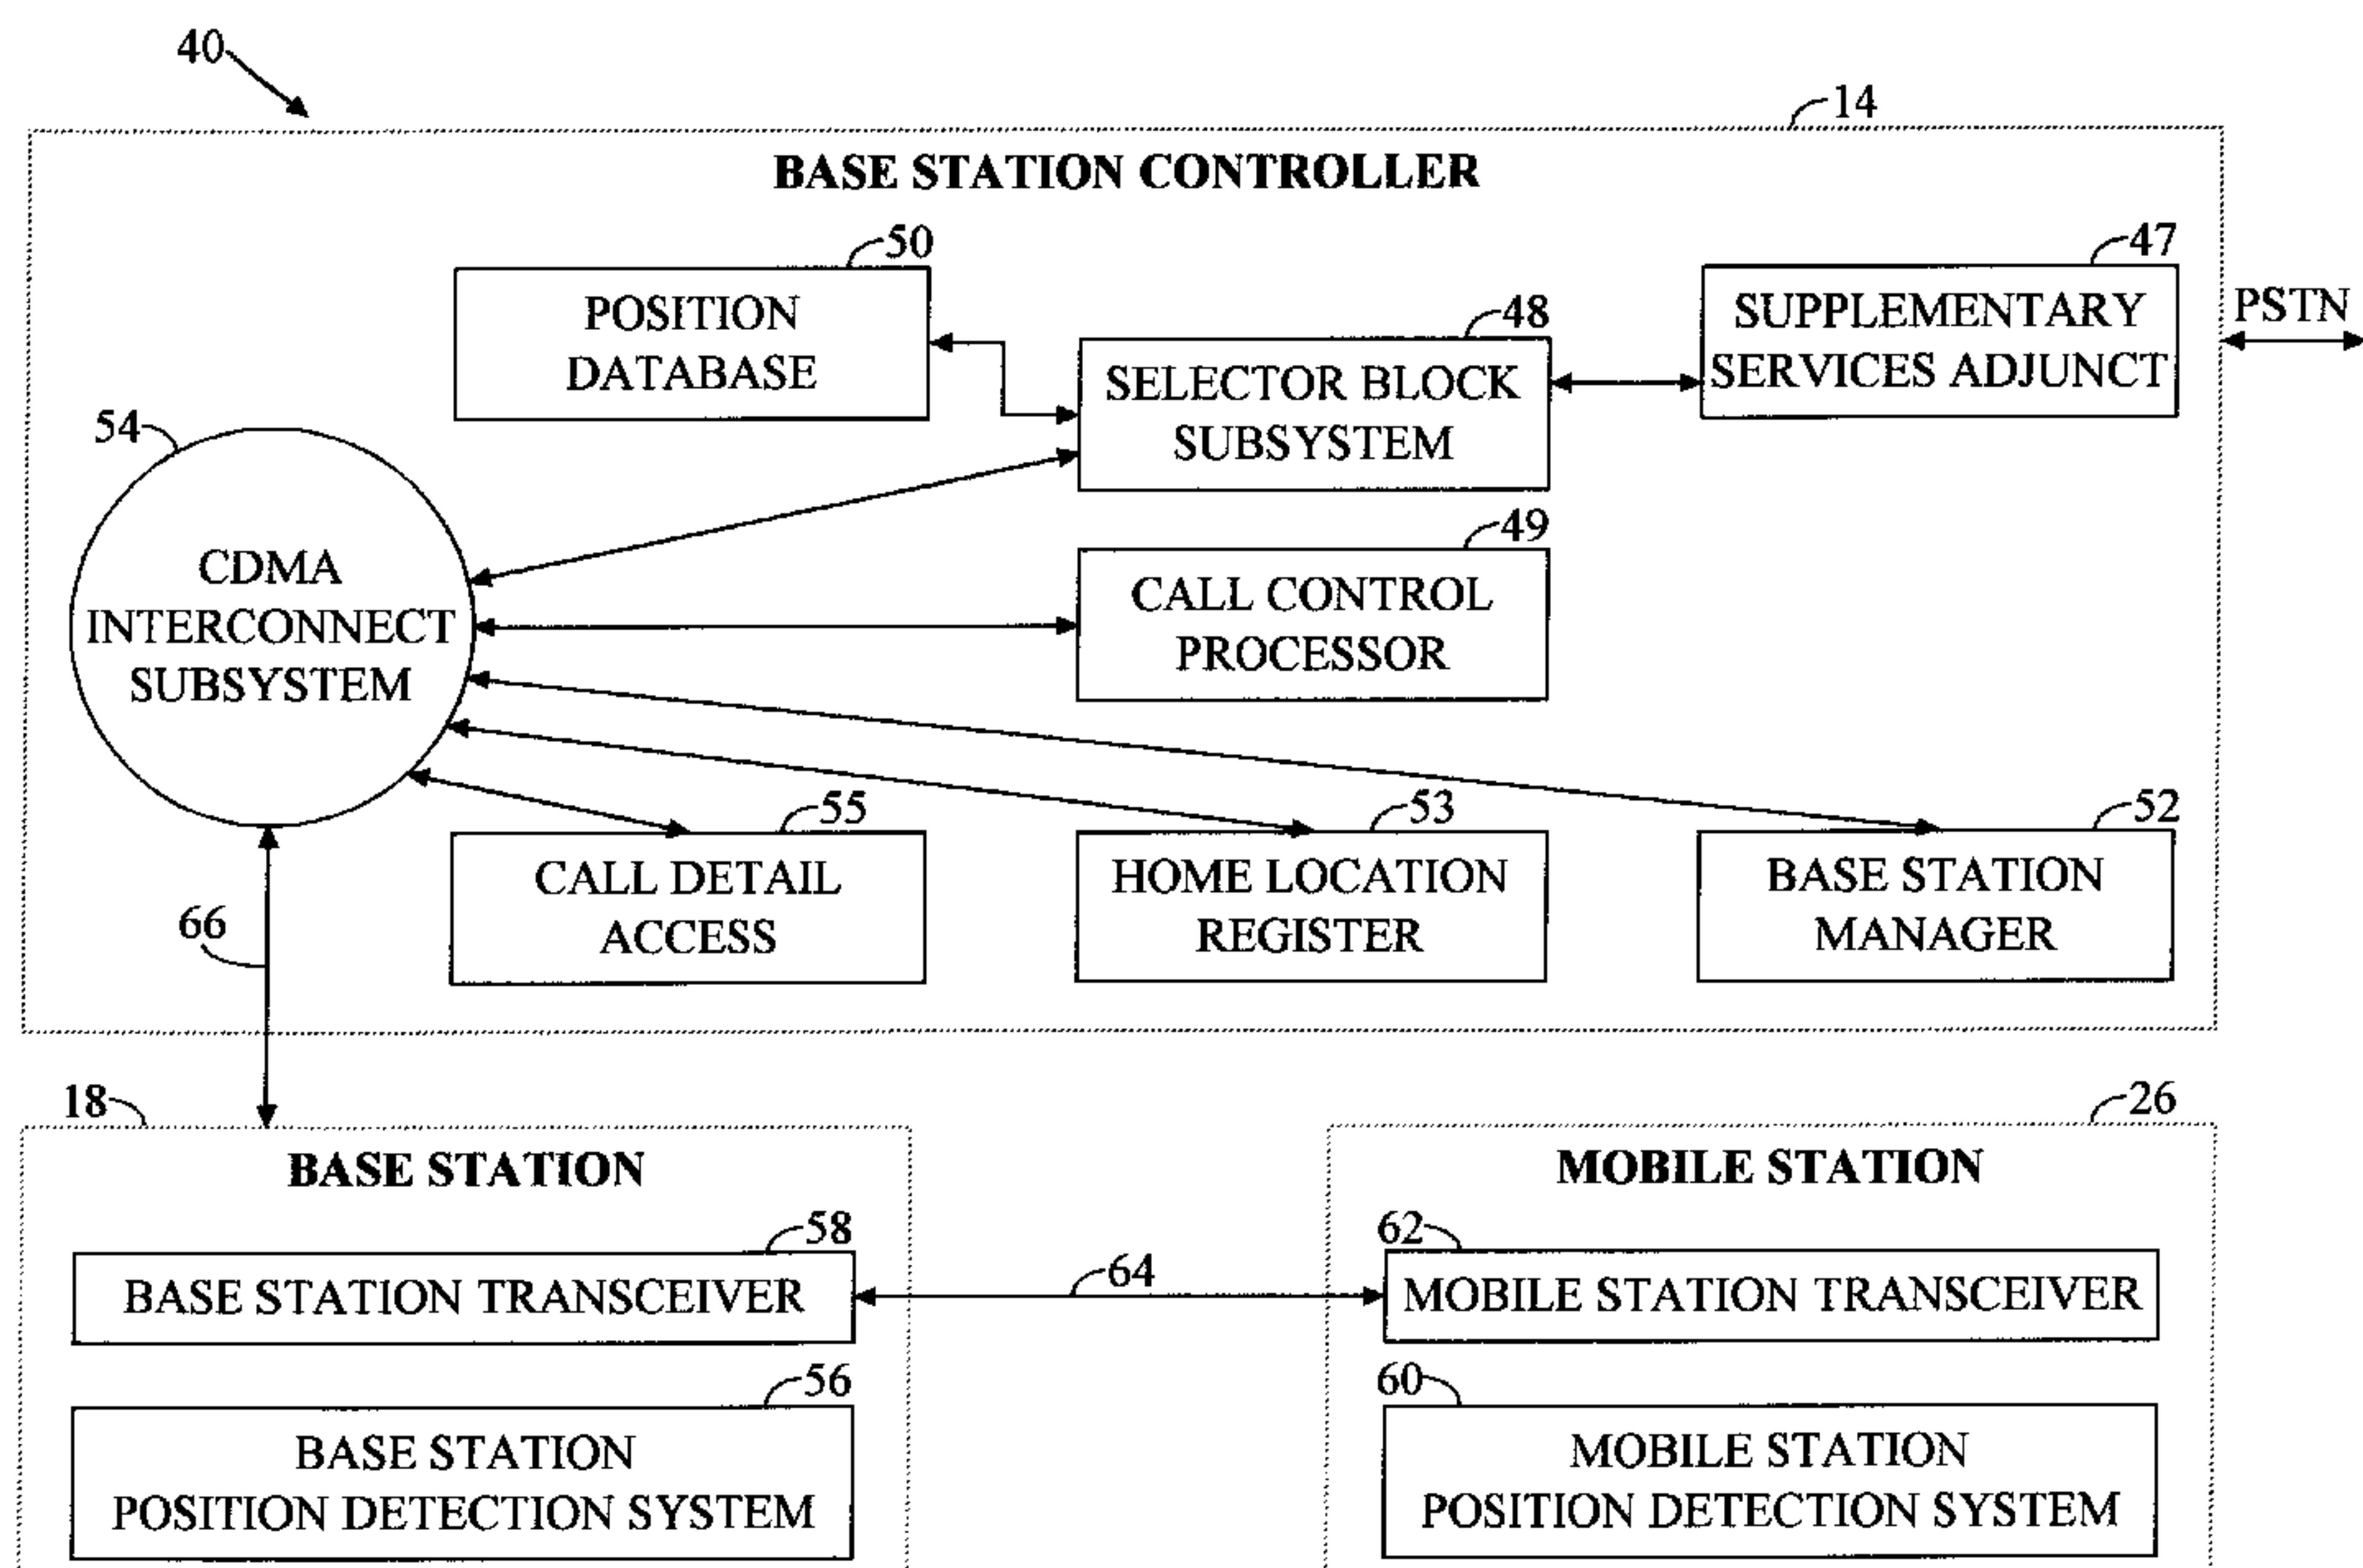 40
14
BASE STATION CONTROLLER
50
47
POSITION
DATABASE
48
SUPPLEMENTARY
SERVICES ADJUNCT
PSTN
SELECTOR BLOCK
SUBSYSTEM
54
49
CDMA
INTERCONNECT
SUBSYSTEM
CALL CONTROL
PROCESSOR
55
53
52
CALL DETAIL
ACCESS
HOME LOCATION
REGISTER
BASE STATION
MANAGER
66
18
26
BASE STATION
MOBILE STATION
58
62
64
BASE STATION TRANSCEIVER
MOBILE STATION TRANSCEIVER
56
60
BASE STATION
POSITION DETECTION SYSTEM
MOBILE STATION
POSITION DETECTION SYSTEM